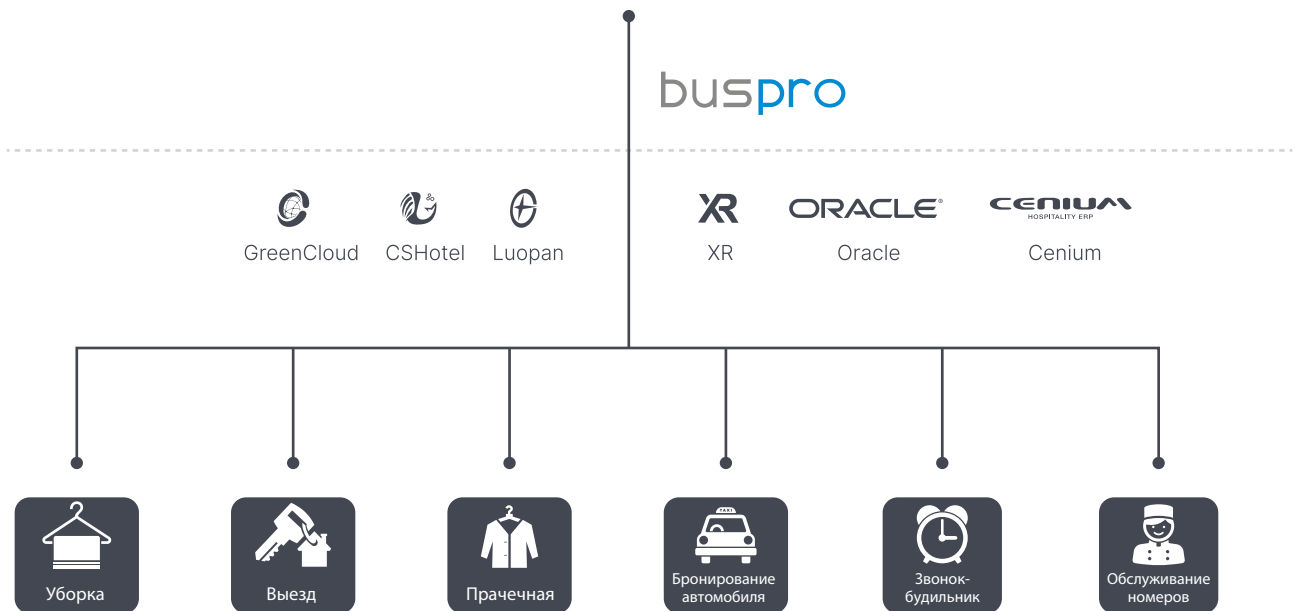 buspro
XR
ORACLE®
CENIUM
HOSPITALITY ERP
GreenCloud
CSHotel
Luopan
XR
Oracle
Cenium
TAXI
Уборка
Выезд
Прачечная
Бронирование
автомобиля
Звонок-
будильник
Обслуживание
номеров